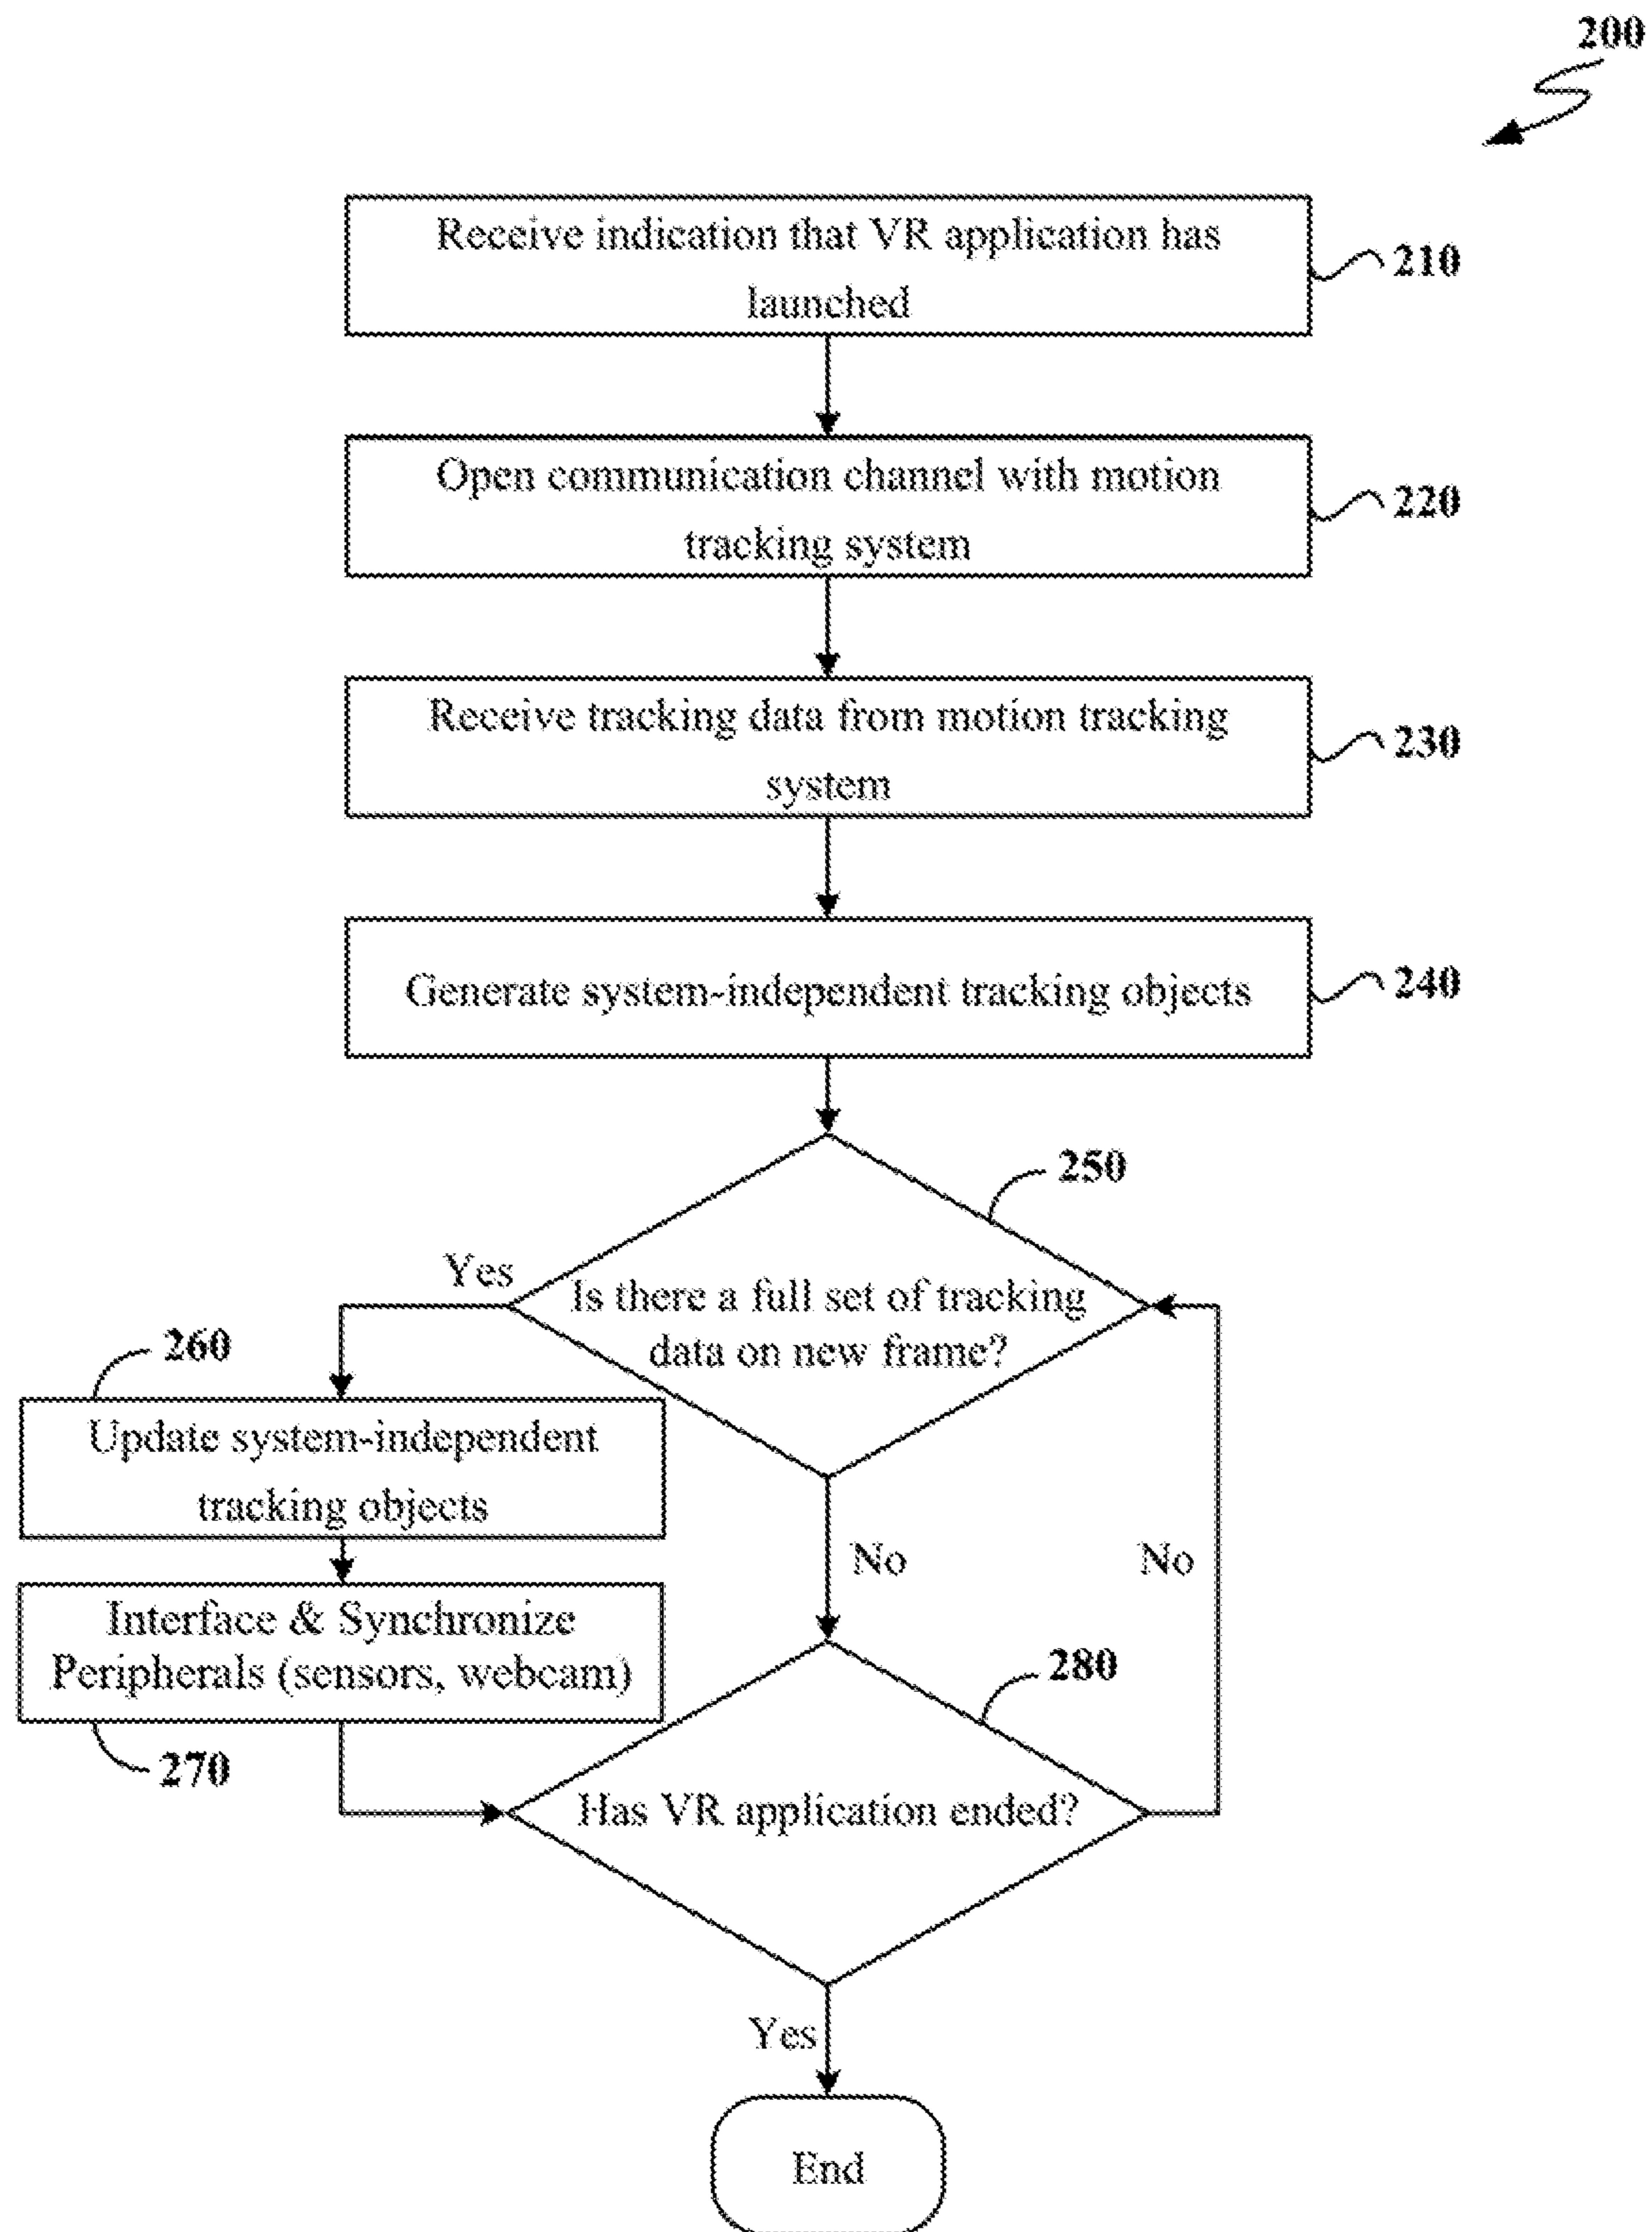 200
Receive indication that VR application has
launched
210
Open communication channel with motion
tracking system
220
Receive tracking data from motion tracking
system
230
Generate system-independent tracking objects
240
250
Yes
Is there a full set of tracking
data on new frame?
260
Update system-independent
tracking objects
No
No
Interface & Synchronize
Peripherals (sensors, webcam)
270
280
Has VR application ended?
Yes
End